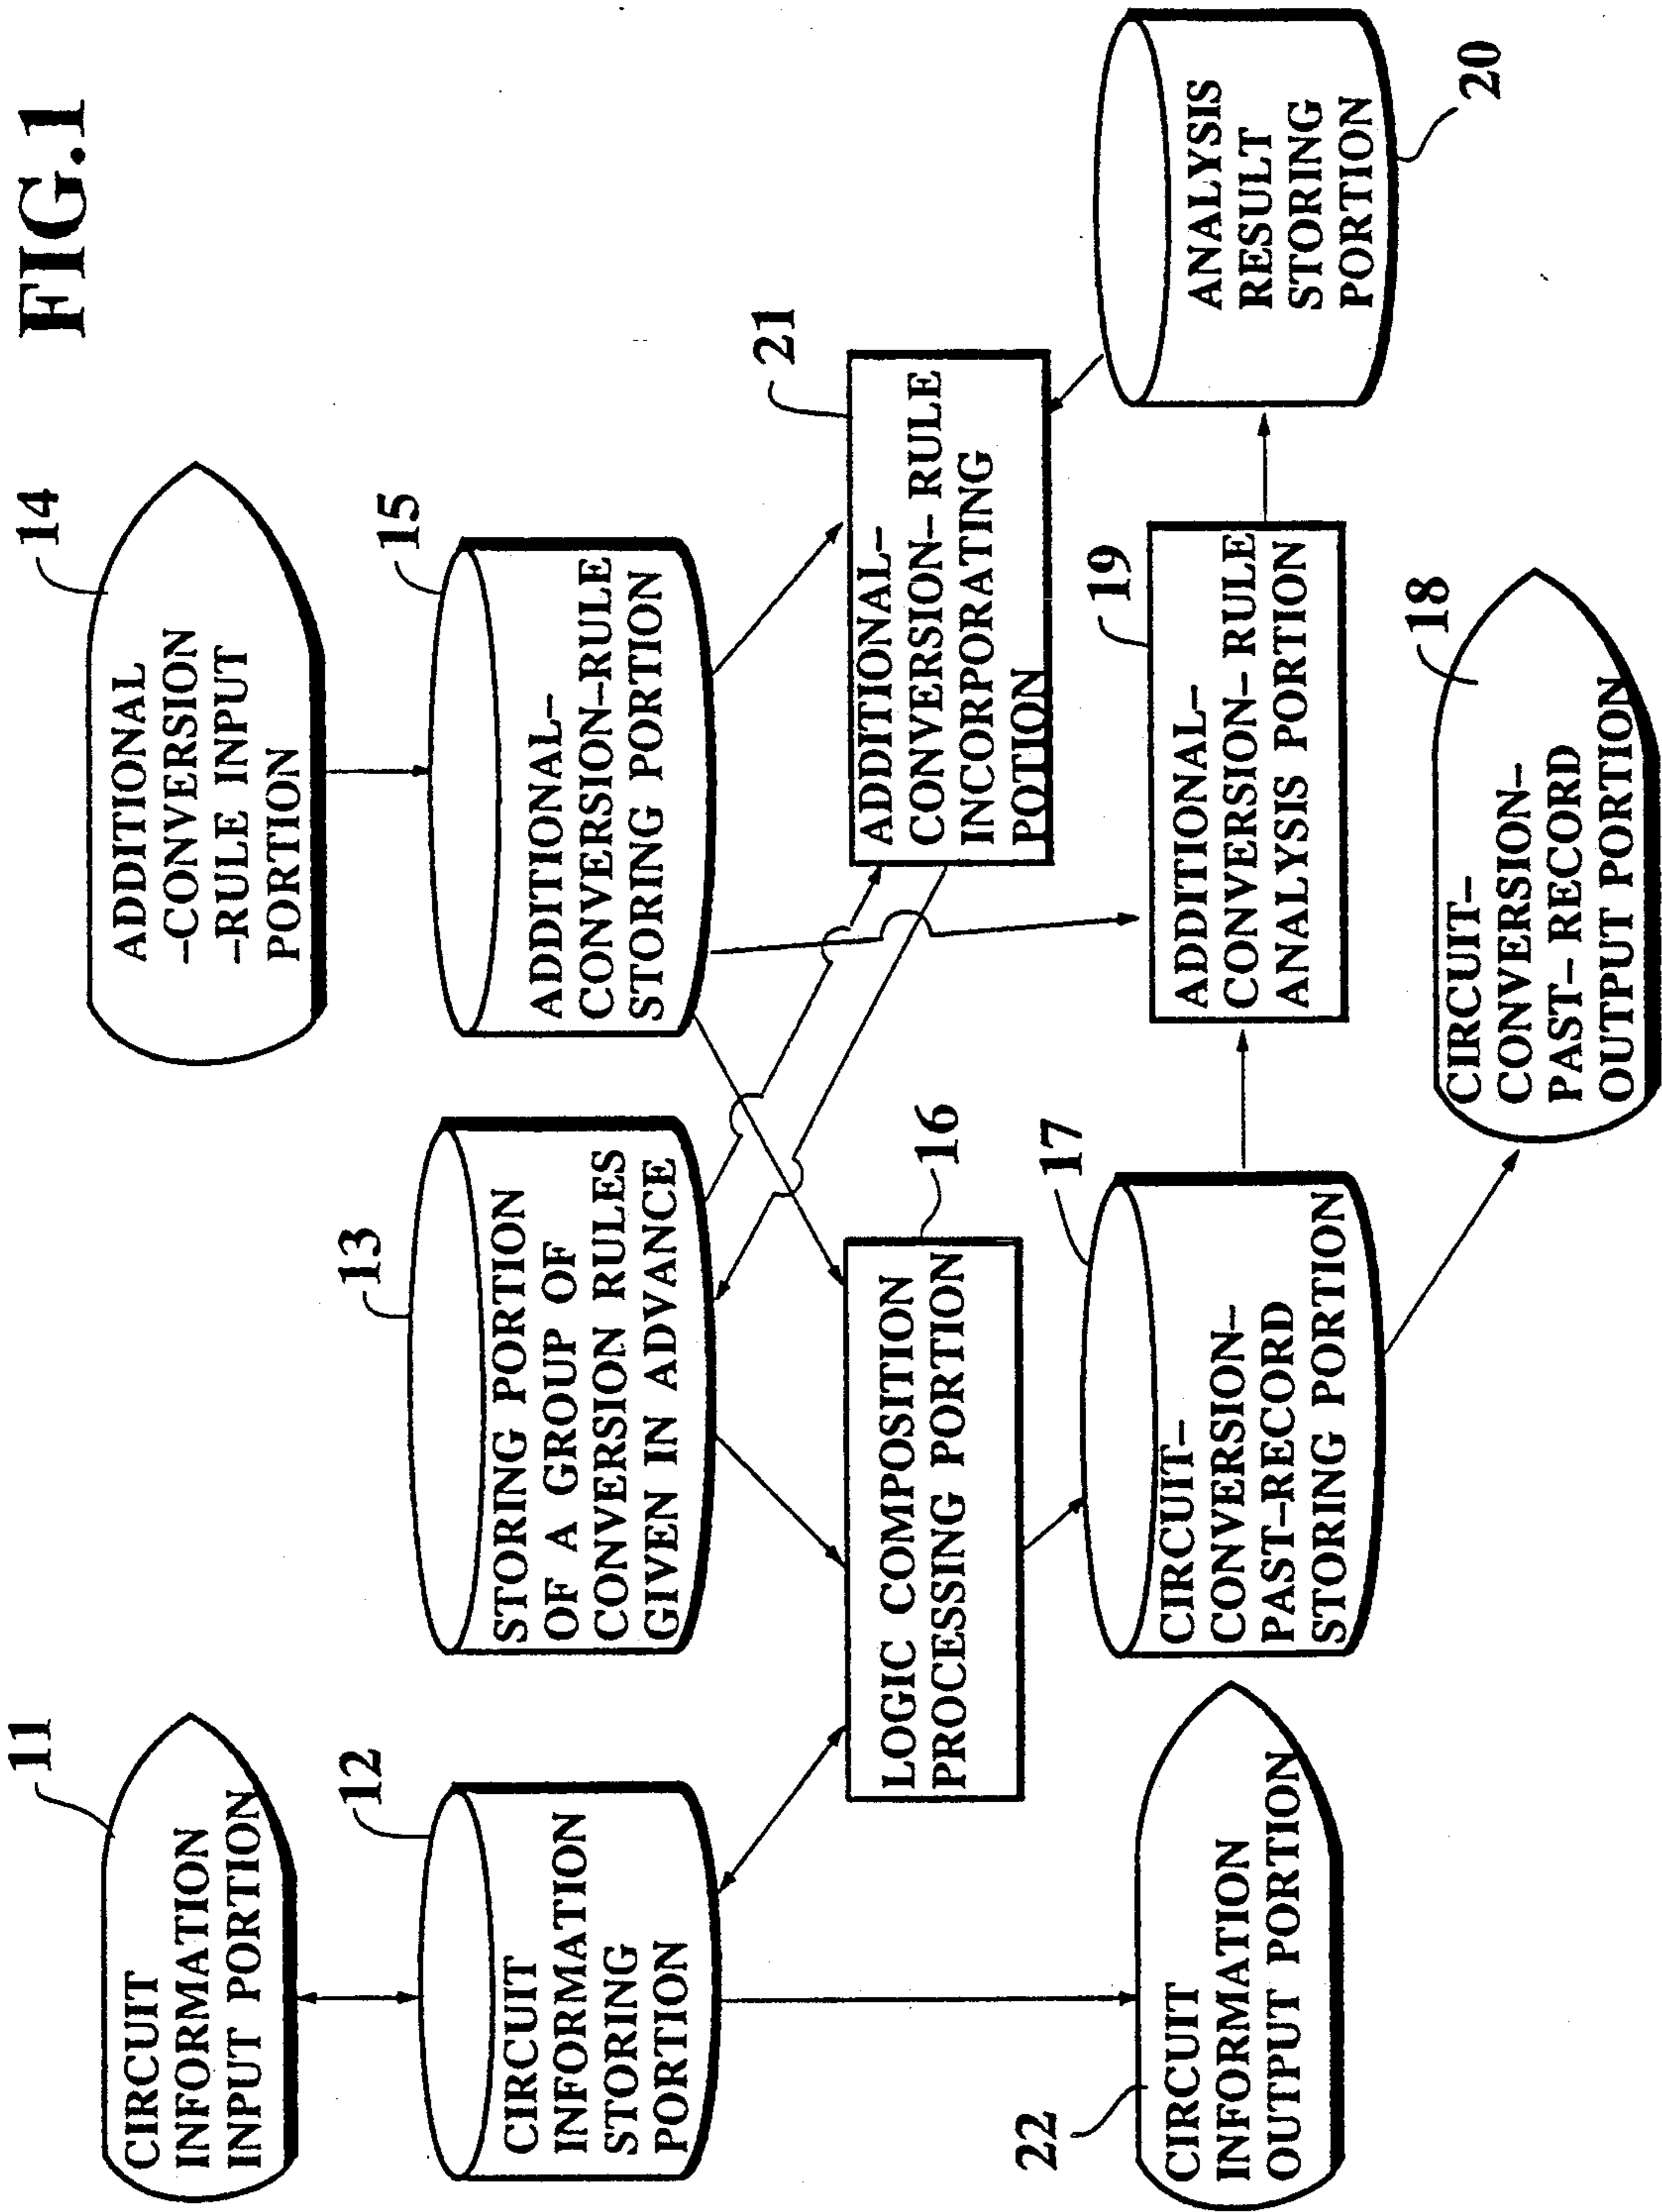 FIG.1
11
CIRCUIT
INFORMATION
INPUT PORTION
14
ADDITIONAL
–CONVERSION
–RULE INPUT
PORTION
12
CIRCUIT
INFORMATION
STORING
PORTION
13
STORING PORTION
OF A GROUP OF
CONVERSION RULES
GIVEN IN ADVANCE
15
ADDITIONAL–
CONVERSION–RULE
STORING PORTION
16
LOGIC COMPOSITION
PROCESSING PORTION
21
ADDITIONAL–
CONVERSION–RULE
INCORPORATING
POTION
22
CIRCUIT
INFORMATION
OUTPUT PORTION
17
CIRCUIT–
CONVERSION–
PAST–RECORD
STORING PORTION
19
ADDITIONAL–
CONVERSION–RULE
ANALYSIS PORTION
20
ANALYSIS
RESULT
STORING
PORTION
18
CIRCUIT–
CONVERSION–
PAST–RECORD
OUTPUT PORTION